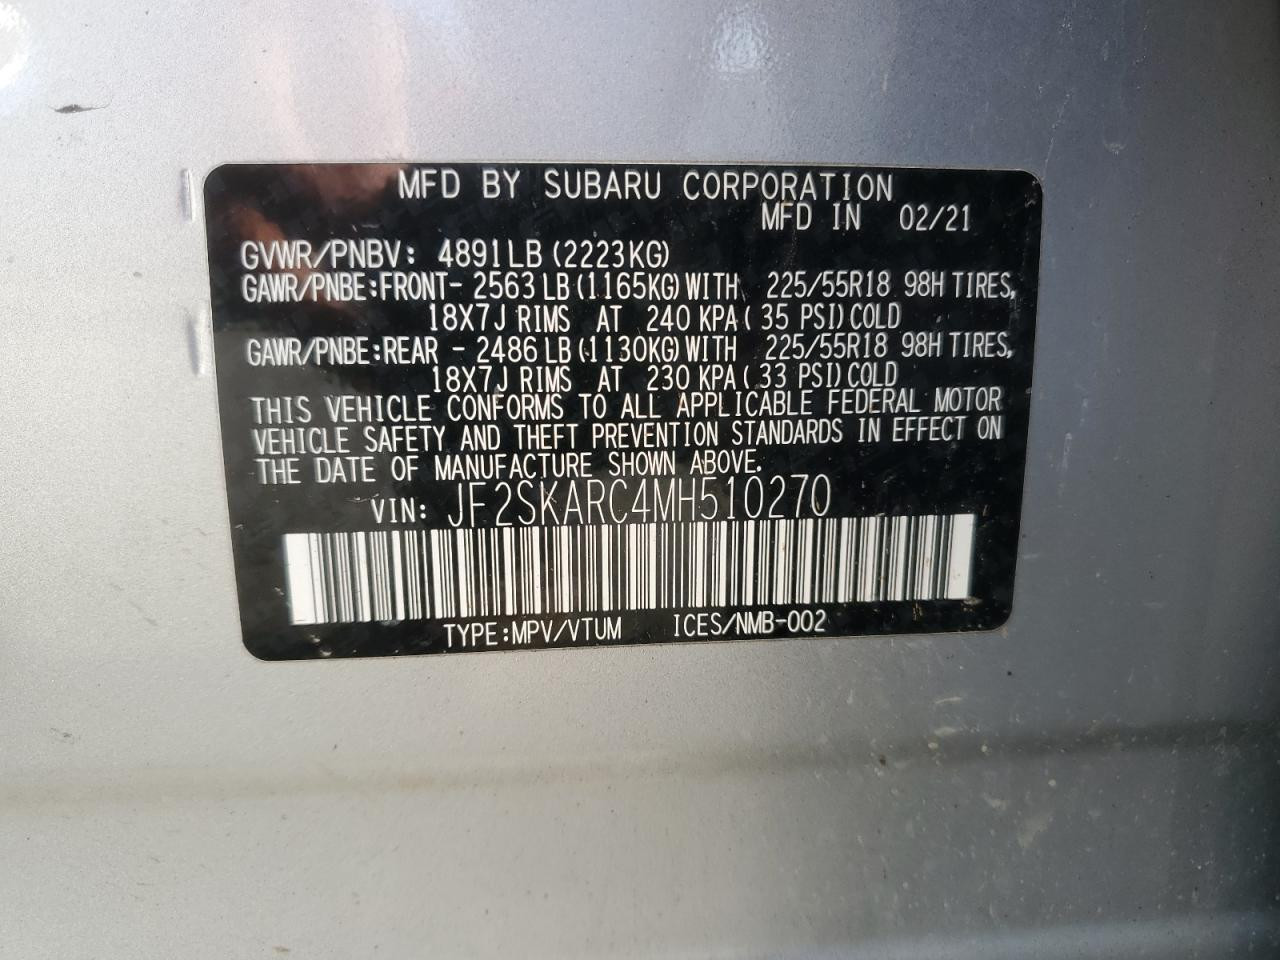 MFD BY SUBARU CORPORATION
MFD IN 02/21
GVWR/PNBV: 4891LB (2223KG)
GAWR/PNBE:FRONT- 2563 LB (1165KG) WITH 225/55R18 98H TIRES,
18X7J RIMS AT 240 KPA ( 35 PSI) COLD
GAWR/PNBE:REAR - 2486 LB (1130KG) WITH 225/55R18 98H TIRES,
18X7J RIMS AT 230 KPA ( 33 PSI) COLD
THIS VEHICLE CONFORMS TO ALL APPLICABLE FEDERAL MOTOR
VEHICLE SAFETY AND THEFT PREVENTION STANDARDS IN EFFECT ON
THE DATE OF MANUFACTURE SHOWN ABOVE.
VIN: JF2SKARC4MH510270
TYPE:MPV/VTUM ICES/NMB-002